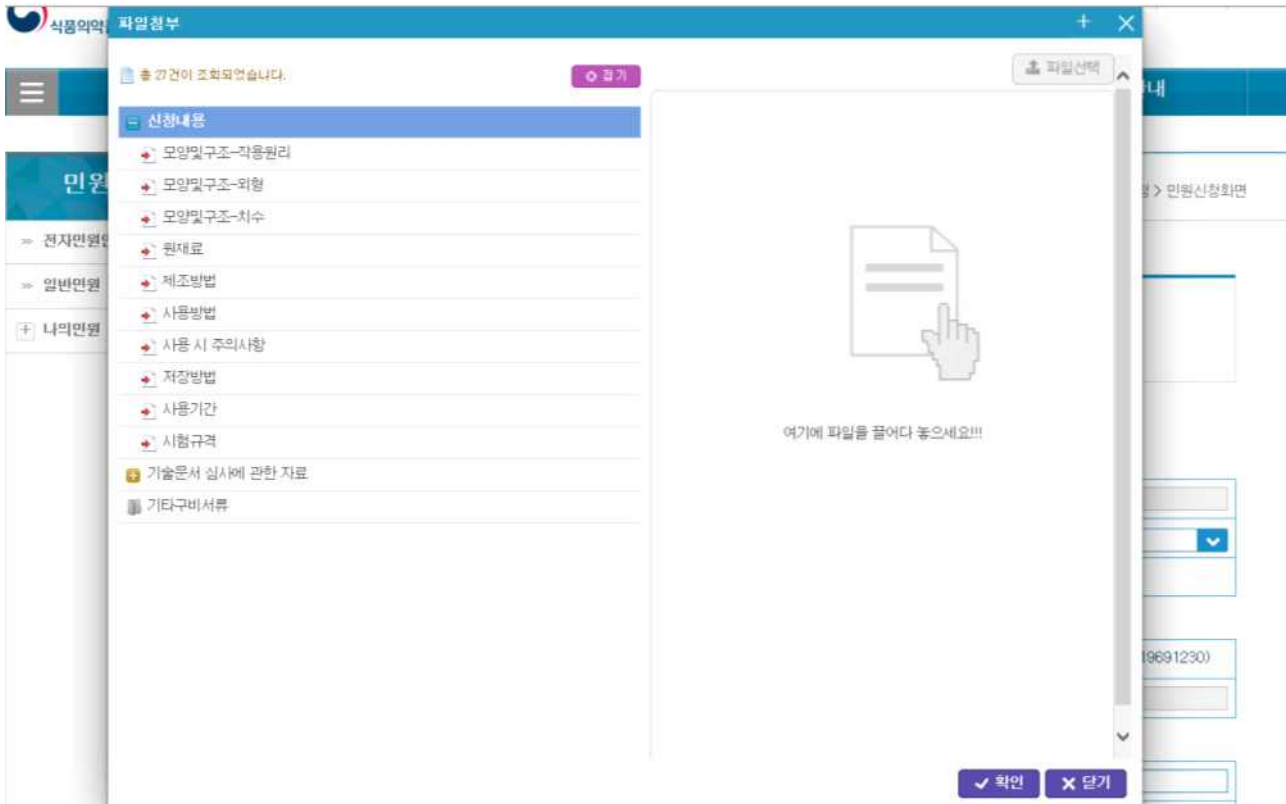 식품의약
파일첨부
총 27건이 조회되었습니다.
접기
파일선택
신청내용
모양및구조-작용원리
모양및구조-외형
모양및구조-치수
원재료
제조방법
사용방법
사용 시 주의사항
저장방법
사용기간
시험규격
기술문서 심사에 관한 자료
기타구비서류
여기에 파일을 끌어다 놓으세요!!!
확인
닫기
민원
전자민원
일반민원
나의민원
내
> 민원신청화면
19691230)